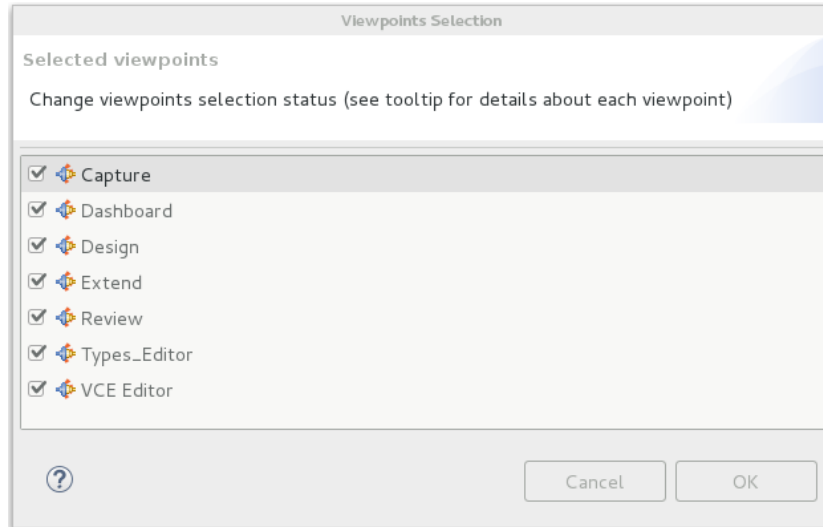 Viewpoints Selection
Selected viewpoints
Change viewpoints selection status (see tooltip for details about each viewpoint)
Capture
Dashboard
Design
Extend
Review
Types_Editor
VCE Editor
?
Cancel
OK